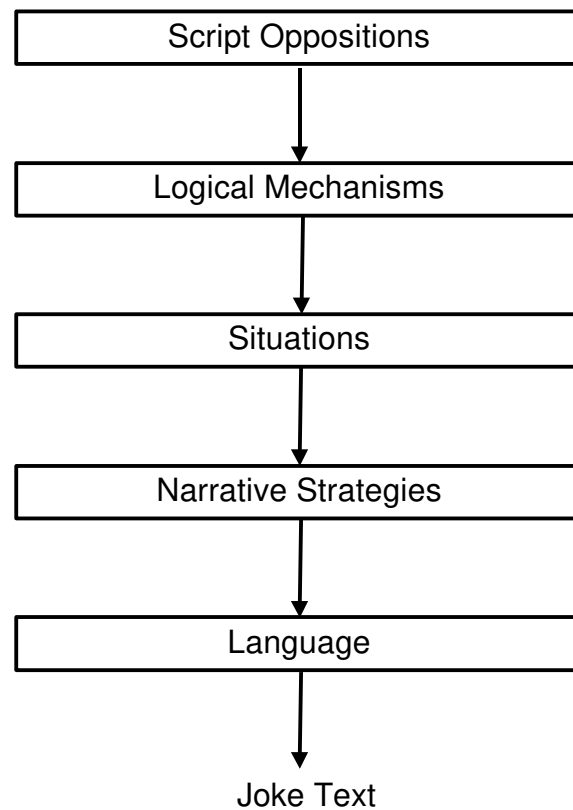 Script Oppositions
Logical Mechanisms
Situations
Narrative Strategies
Language
Joke Text